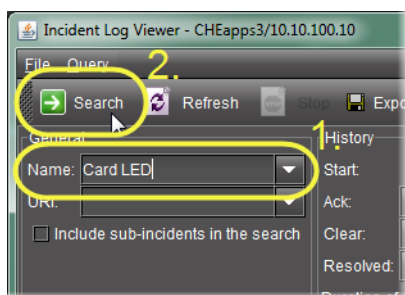 Incident Log Viewer - CHEapps3/10.10.100.10
File Query 2.
Search Refresh Stop Expo
General 1. History
Name: Card LED Start:
URI: Ack:
Include sub-incidents in the search Clear:
Resolved: